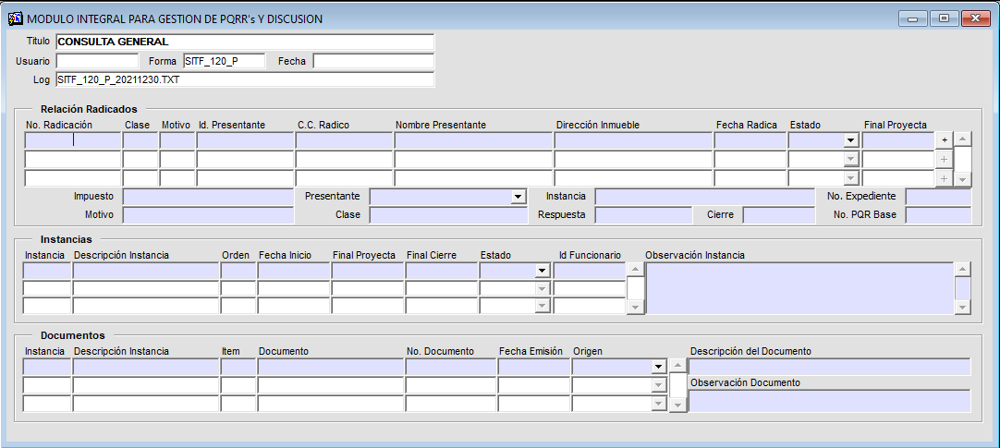 MODULO INTEGRAL PARA GESTION DE PQRR's Y DISCUSION
Titulo CONSULTA GENERAL
Usuario Forma SITF_120_P Fecha
Log SITF_120_P_20211230.TXT
Relación Radicados
No. Radicación Clase Motivo Id. Presentante C.C. Radico Nombre Presentante Dirección Inmueble Fecha Radica Estado Final Proyecta
+
+
+
Impuesto Presentante Instancia No. Expediente
Motivo Clase Respuesta Cierre No. PQR Base
Instancias
Instancia Descripción Instancia Orden Fecha Inicio Final Proyecta Final Cierre Estado Id Funcionario Observación Instancia
Documentos
Instancia Descripción Instancia Item Documento No. Documento Fecha Emisión Origen Descripción del Documento
Observación Documento